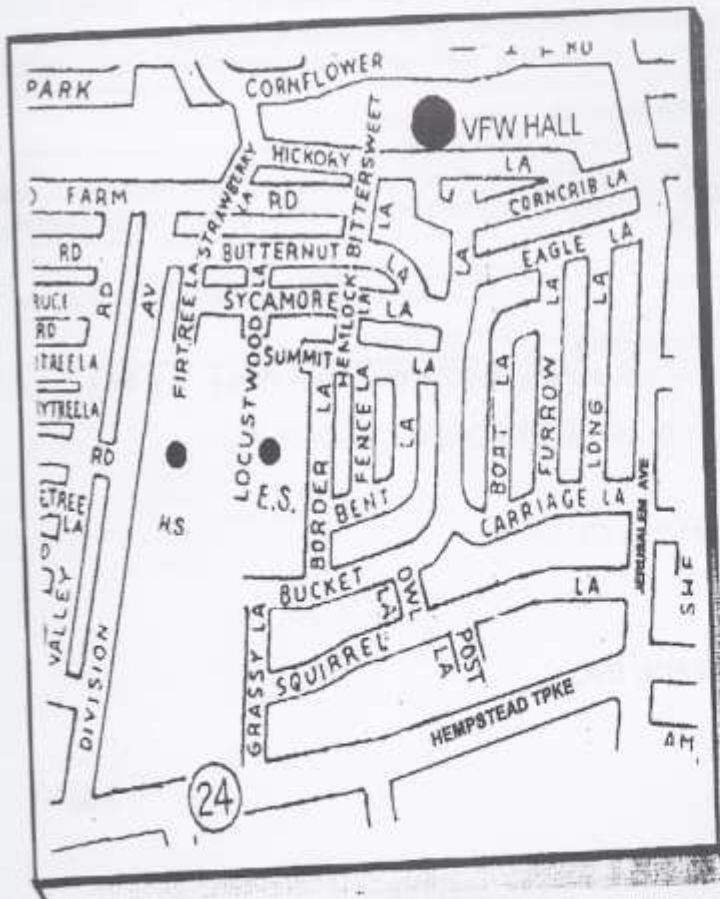 PARK
CORNFLOWER
VFW HALL
HICKORY
LA
BITTERSWEET
LA
STRAWBERRY
LA
FARM
RD
CORNCRIB LA
RD
BUTTERNUT
LA
EAGLE LA
LA
RD
AV
FIRTREE LA
SYCAMORE
LA
RD
LOCUSTWOOD LA
HEMLOCK LA
SUMMIT
LA
BORDER LA
FENCE LA
BENT
LA
BOAT LA
FURROW
LA
LONG
LA
RD
H.S.
E.S.
LA
CARRIAGE LA
JERUSALEM AVE
VALLEY
DIVISION
BUCKET
LA
OWL
LA
GRASSY LA
SQUIRREL
POST
LA
HEMPSTEAD TPKE
24